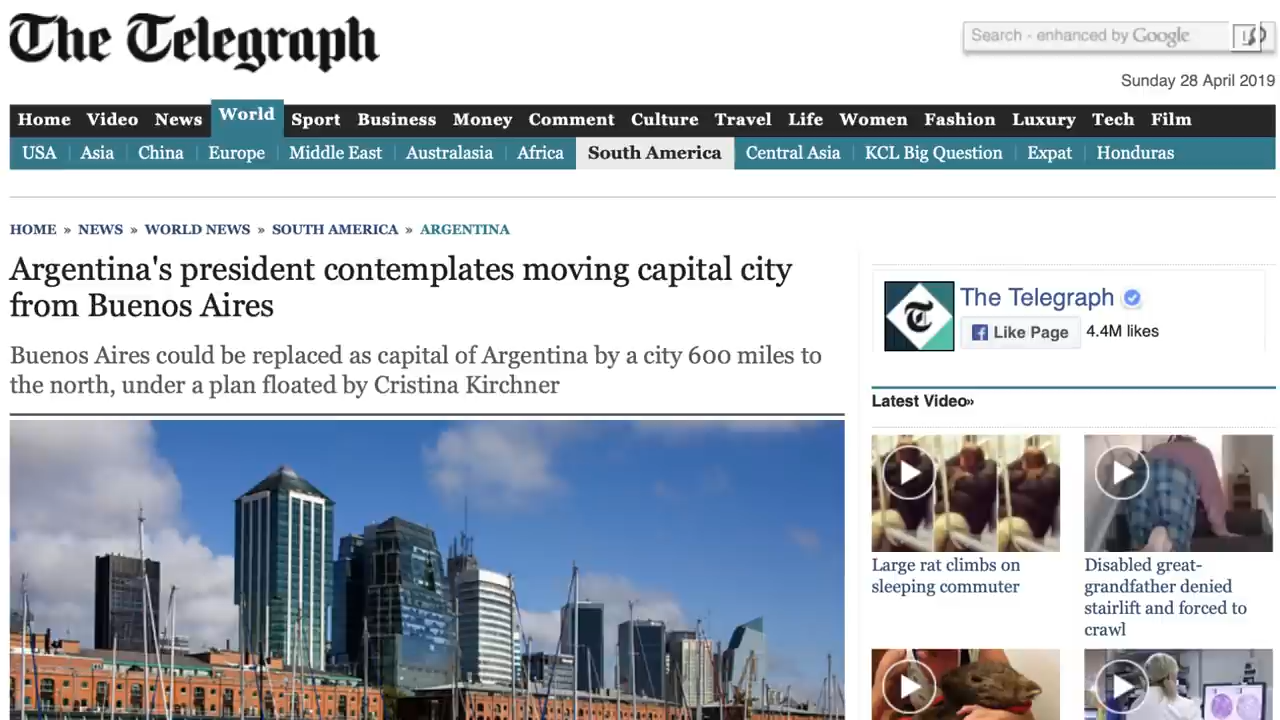 The Telegraph
Search - enhanced by Google
Sunday 28 April 2019
Home Video News World Sport Business Money Comment Culture Travel Life Women Fashion Luxury Tech Film
USA Asia China Europe Middle East Australasia Africa South America Central Asia KCL Big Question Expat Honduras
HOME » NEWS » WORLD NEWS » SOUTH AMERICA » ARGENTINA
Argentina's president contemplates moving capital city
from Buenos Aires
Buenos Aires could be replaced as capital of Argentina by a city 600 miles to
the north, under a plan floated by Cristina Kirchner
The Telegraph
Like Page 4.4M likes
Latest Video»
Large rat climbs on
sleeping commuter
Disabled great-
grandfather denied
stairlift and forced to
crawl